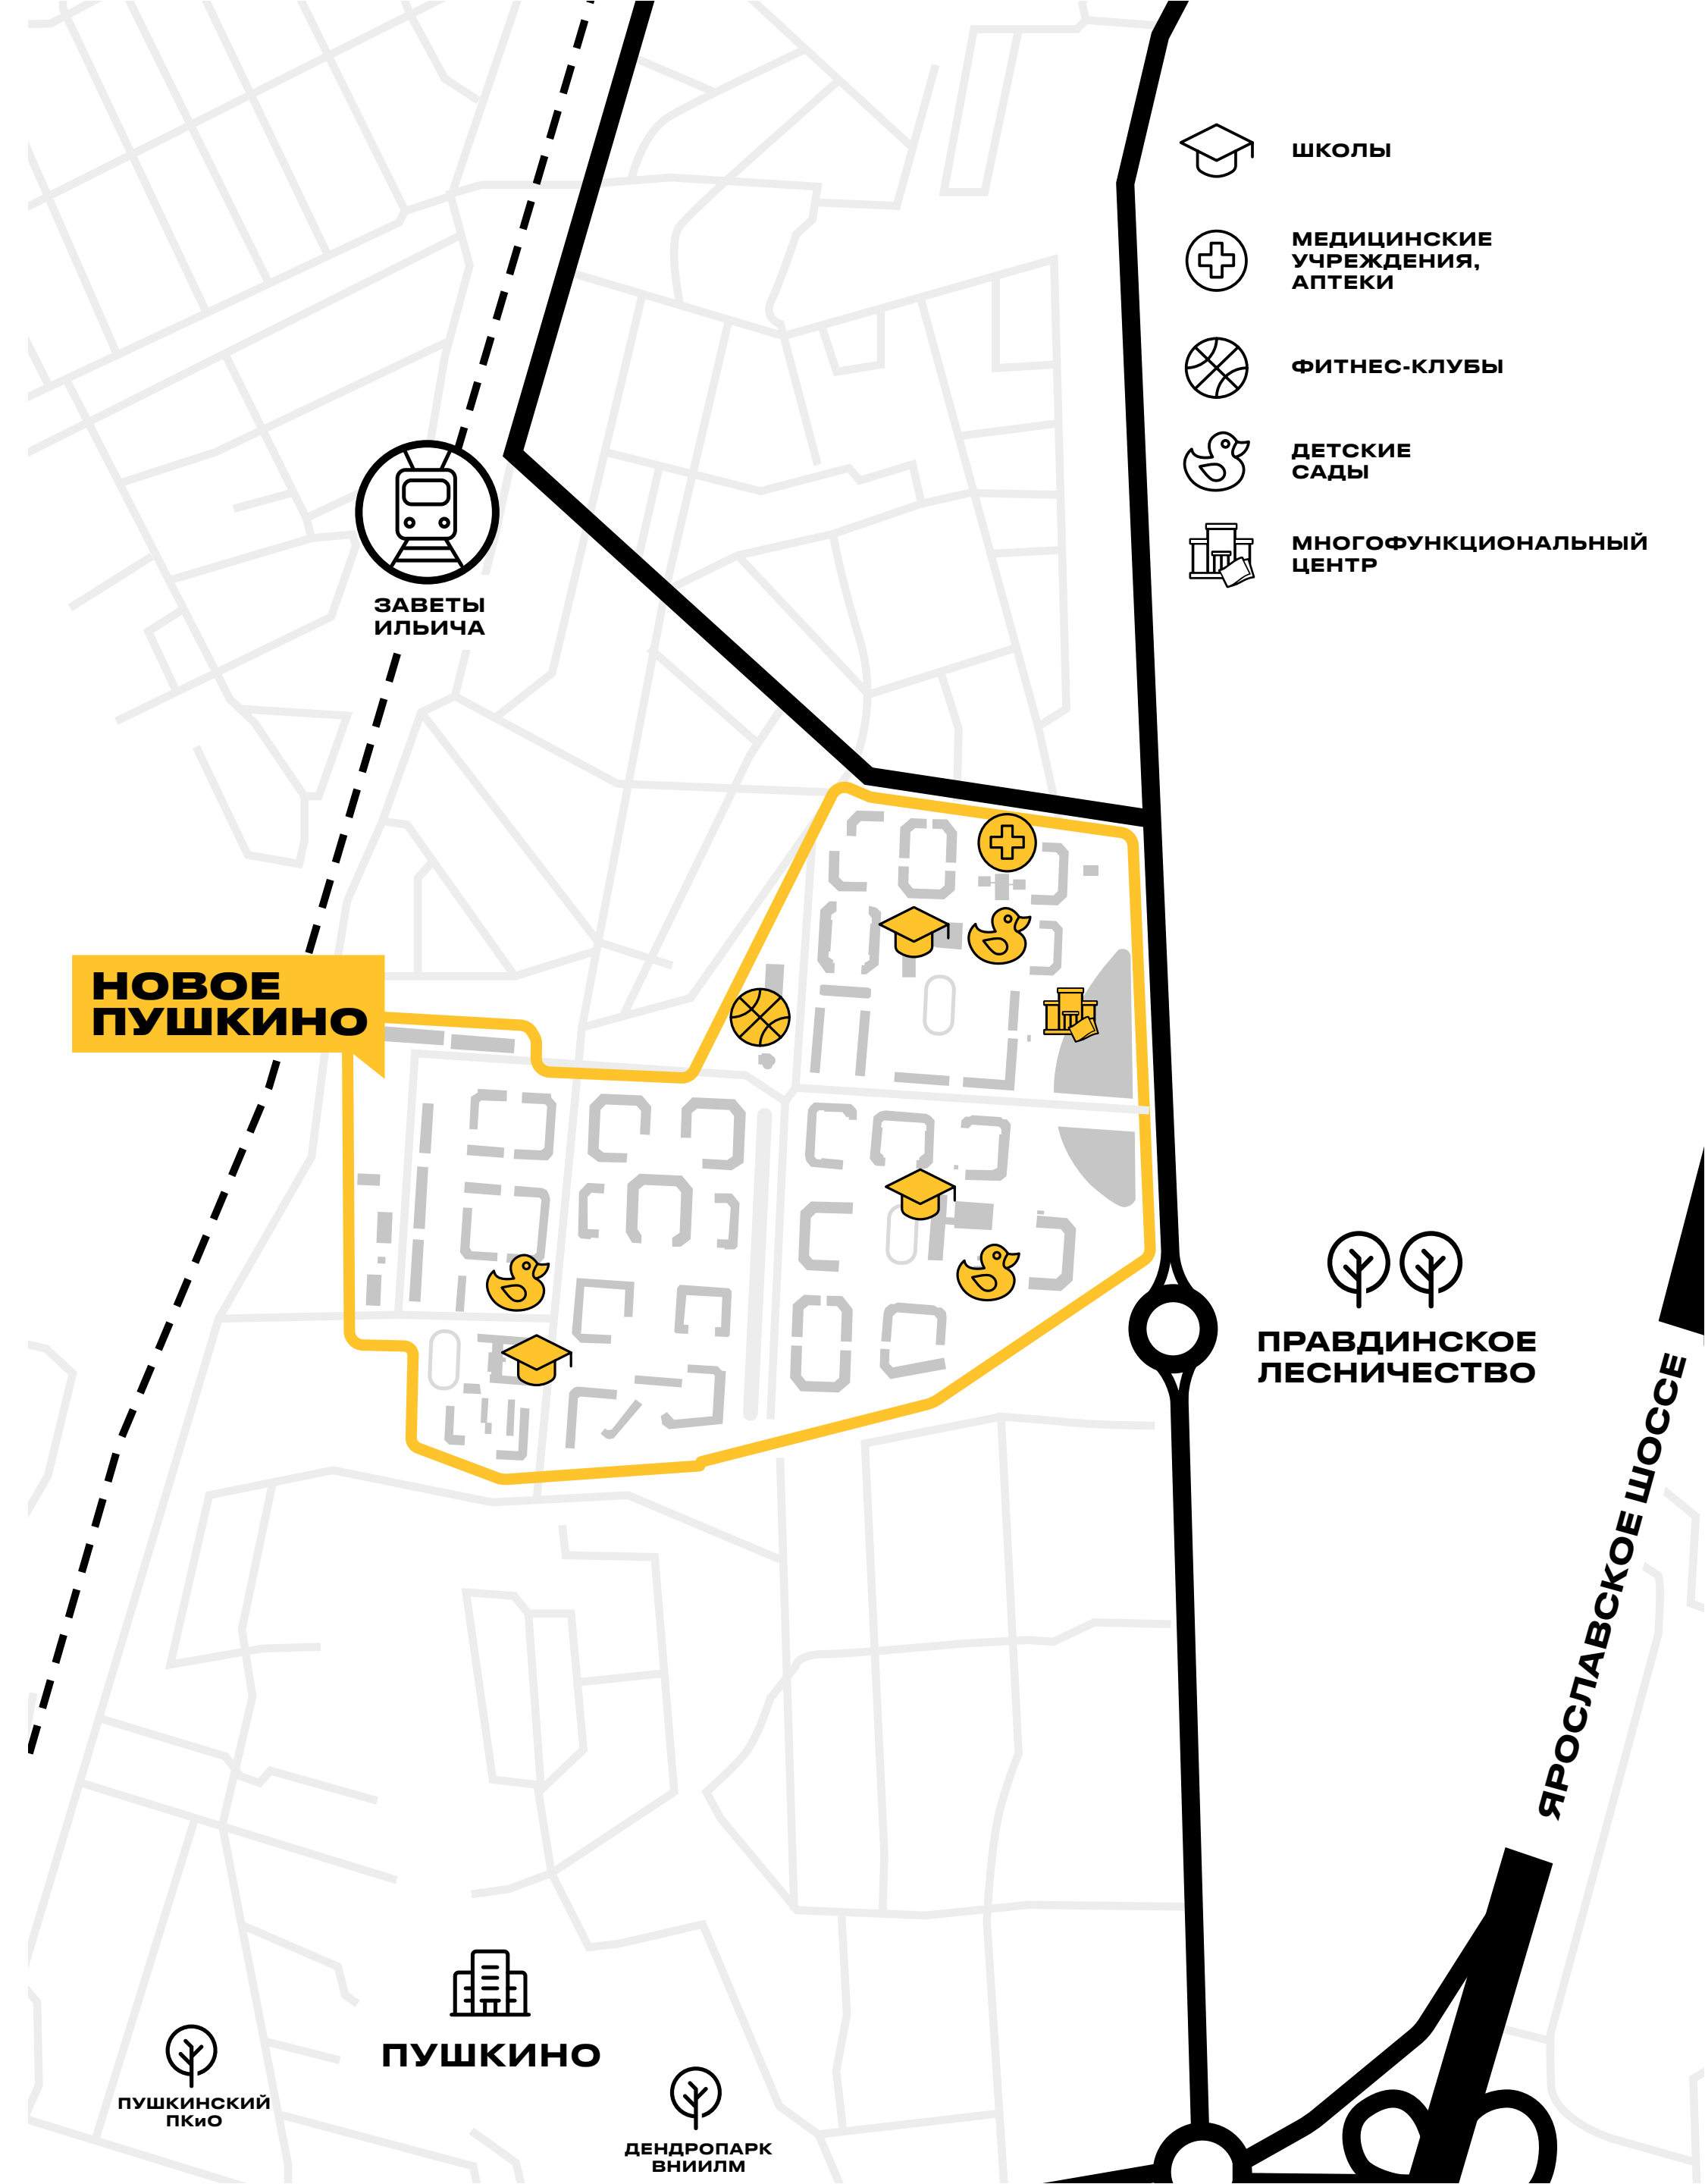 ШКОЛЫ
МЕДИЦИНСКИЕ
УЧРЕЖДЕНИЯ,
АПТЕКИ
ФИТНЕС-КЛУБЫ
ДЕТСКИЕ
САДЫ
МНОГОФУНКЦИОНАЛЬНЫЙ
ЦЕНТР
ЗАВЕТЫ
ИЛЬИЧА
НОВОЕ
ПУШКИНО
ПРАВДИНСКОЕ
ЛЕСНИЧЕСТВО
ЯРОСЛАВСКОЕ ШОССЕ
ПУШКИНО
ПУШКИНСКИЙ
ПКиО
ДЕНДРОПАРК
ВНИИЛМ